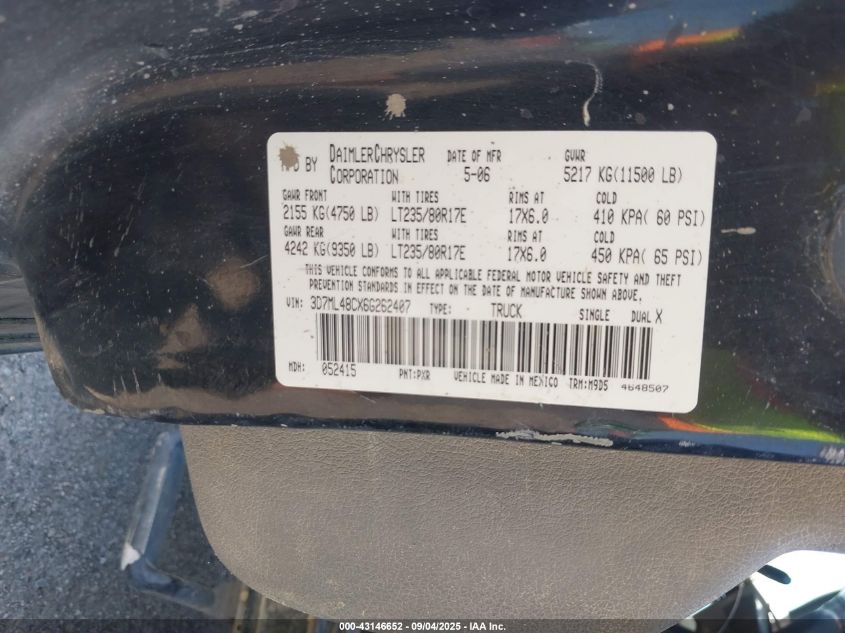 BY DAIMLERCHRYSLER CORPORATION DATE OF MFR 5-06 GVWR 5217 KG(11500 LB)
GAWR FRONT WITH TIRES RIMS AT COLD
2155 KG(4750 LB) LT235/80R17E 17X6.0 410 KPA( 60 PSI)
GAWR REAR WITH TIRES RIMS AT COLD
4242 KG(9350 LB) LT235/80R17E 17X6.0 450 KPA( 65 PSI)
THIS VEHICLE CONFORMS TO ALL APPLICABLE FEDERAL MOTOR VEHICLE SAFETY AND THEFT
PREVENTION STANDARDS IN EFFECT ON THE DATE OF MANUFACTURE SHOWN ABOVE.
VIN: 3D7ML48CX6G262407 TYPE: TRUCK SINGLE DUAL X
MDH: 052415 PNT:PXR VEHICLE MADE IN MEXICO TRM:M9D5 4648507
000-43146652 - 09/04/2025 - IAA Inc.